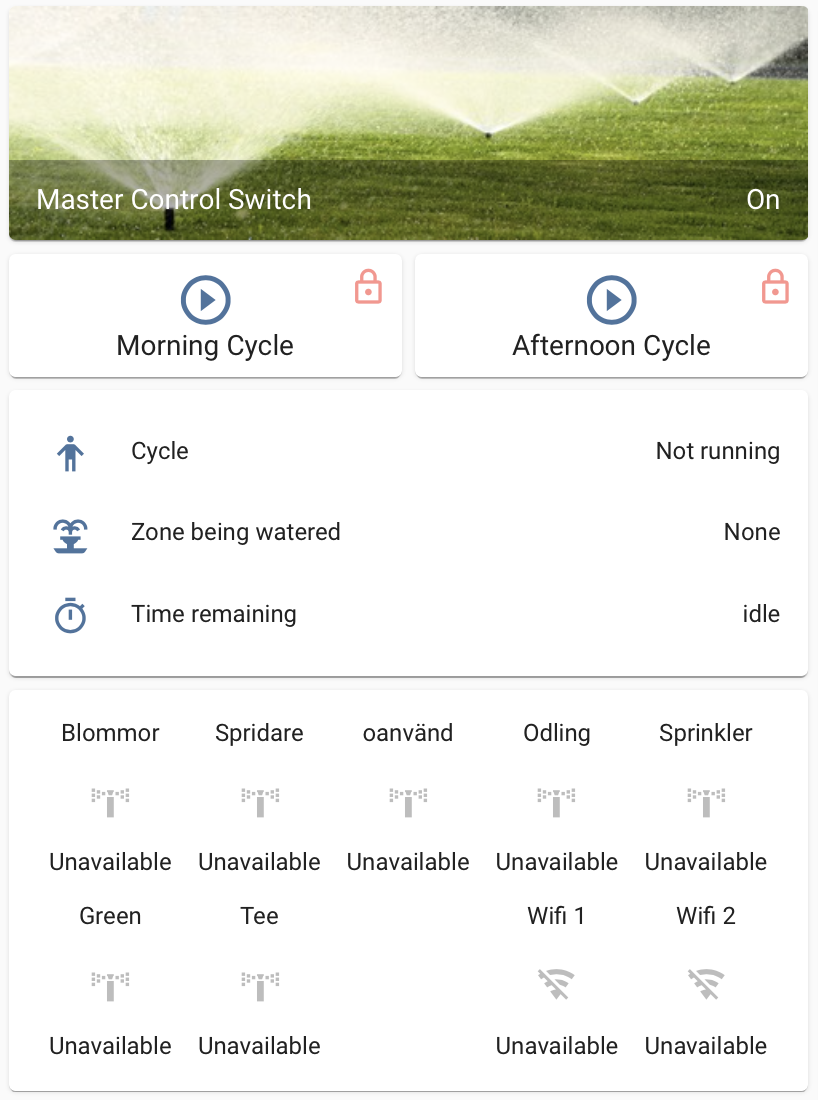 Master Control Switch On
Morning Cycle Afternoon Cycle
Cycle Not running
Zone being watered None
Time remaining idle
Blommor Spridare oanvänd Odling Sprinkler
Unavailable Unavailable Unavailable Unavailable Unavailable
Green Tee Wifi 1 Wifi 2
Unavailable Unavailable Unavailable Unavailable